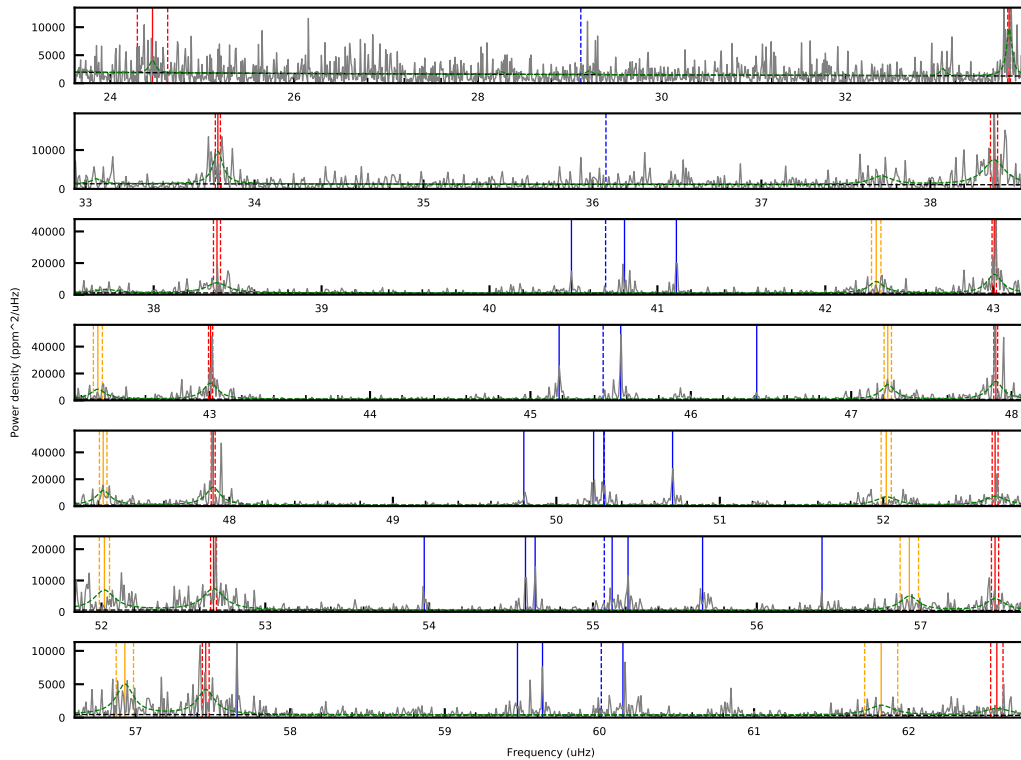 10000
5000
0
24 26 28 30 32
10000
0
33 34 35 36 37 38
40000
20000
0
38 39 40 41 42 43
40000
20000
0
43 44 45 46 47 48
Power density (ppm^2/uHz)
40000
20000
0
48 49 50 51 52
20000
10000
0
52 53 54 55 56 57
10000
5000
0
57 58 59 60 61 62
Frequency (uHz)